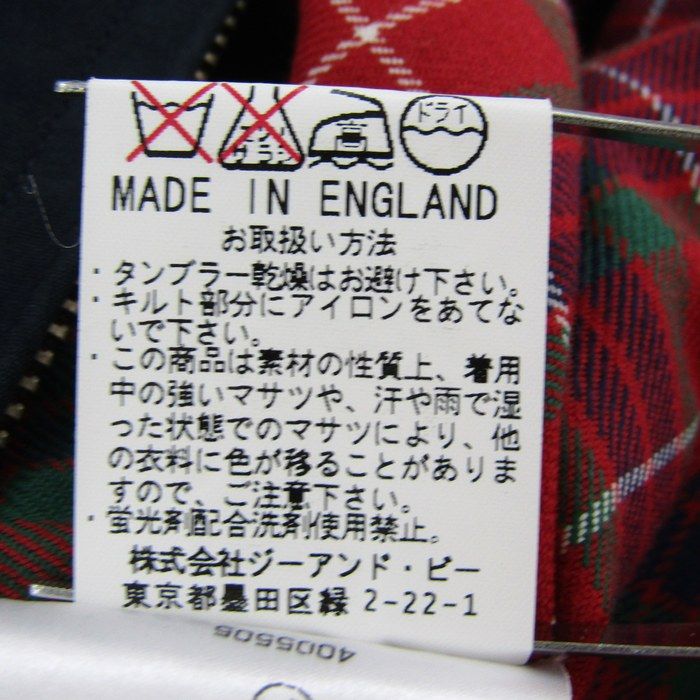 高 ドライ
MADE IN ENGLAND
お取扱い方法
・タンブラー乾燥はお避け下さい。
・キルト部分にアイロンをあてな
いで下さい。
・この商品は素材の性質上、着用
中の強いマサツや、汗や雨で湿
った状態でのマサツにより、他
の衣料に色が移ることがありま
すので、ご注意下さい。
・蛍光剤配合洗剤使用禁止。
株式会社ジーアンド・ビー
東京都墨田区緑 2-22-1
4005506